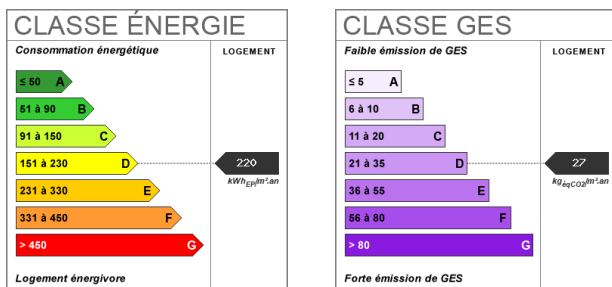 CLASSE ÉNERGIE
Consommation énergétique
LOGEMENT
≤ 50 A
51 à 90 B
91 à 150 C
151 à 230 D
220
kWhEP/m².an
231 à 330 E
331 à 450 F
> 450 G
Logement énergivore
CLASSE GES
Faible émission de GES
LOGEMENT
≤ 5 A
6 à 10 B
11 à 20 C
21 à 35 D
27
kgéqCO2/m².an
36 à 55 E
56 à 80 F
> 80 G
Forte émission de GES